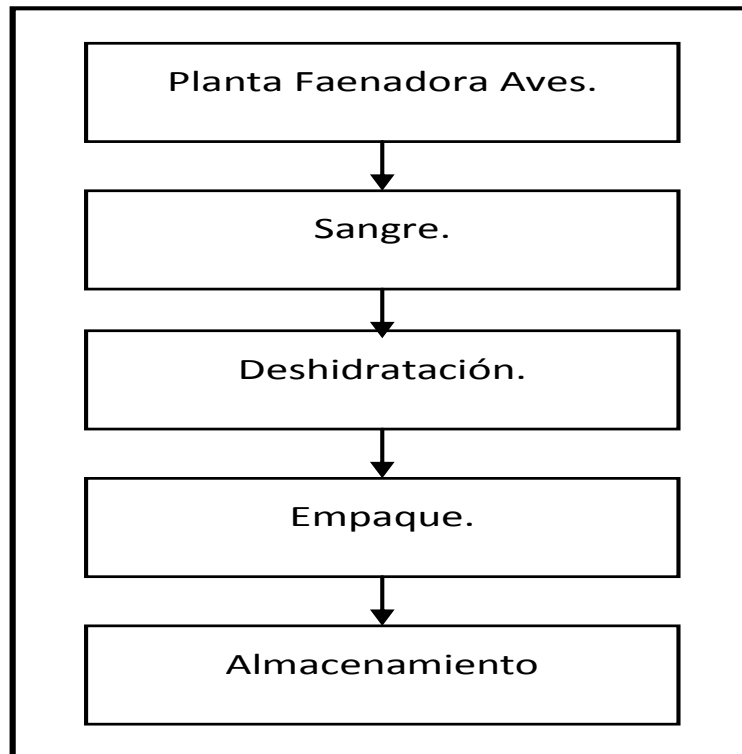 Planta Faenadora Aves.
Sangre.
Deshidratación.
Empaque.
Almacenamiento